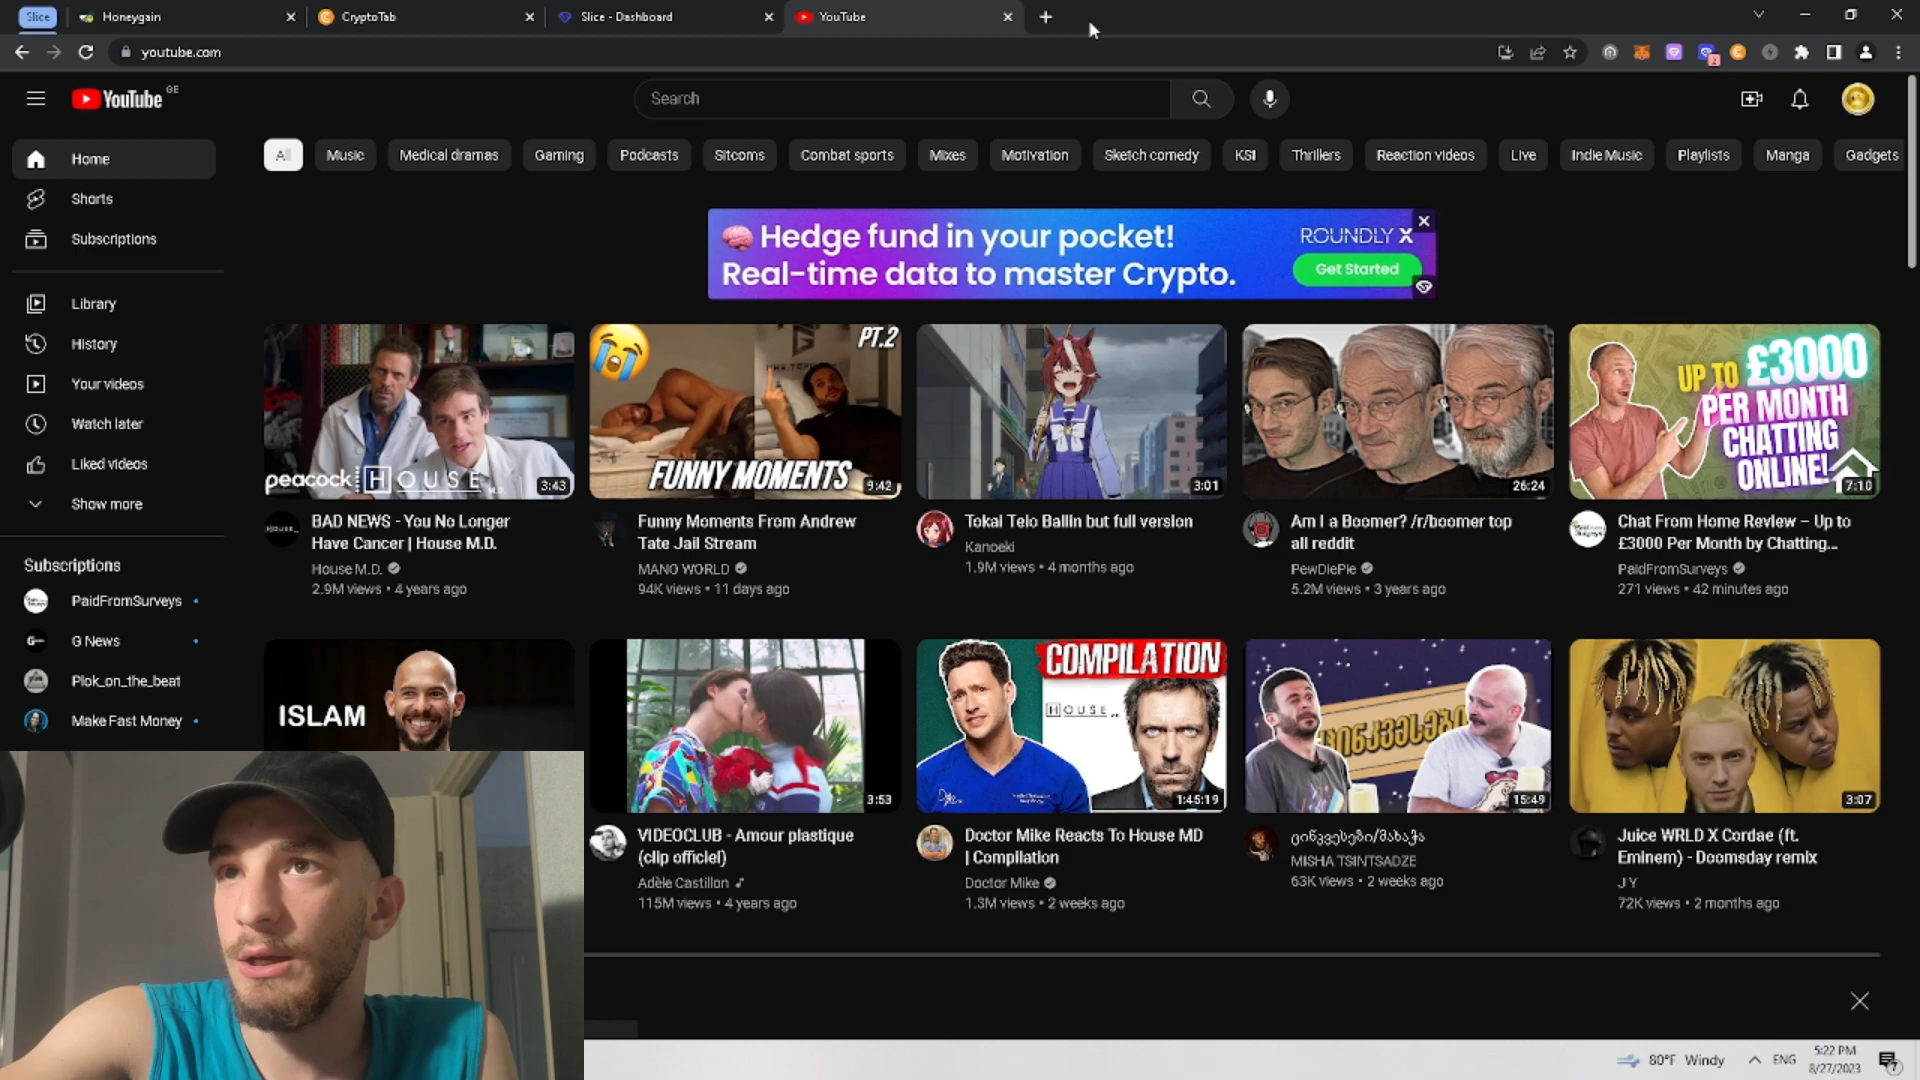 Slice
Honeygain
CryptoTab
Slice - Dashboard
YouTube
youtube.com
YouTube GE
Search
Home
Shorts
Subscriptions
Library
History
Your videos
Watch later
Liked videos
Show more
Subscriptions
PaidFromSurveys
G News
Plok_on_the_beat
Make Fast Money
All
Music
Medical dramas
Gaming
Podcasts
Sitcoms
Combat sports
Mixes
Motivation
Sketch comedy
KSI
Thrillers
Reaction videos
Live
Indie Music
Playlists
Manga
Gadgets
Hedge fund in your pocket!
Real-time data to master Crypto.
ROUNDLY X
Get Started
peacock HOUSE M.D.
3:43
BAD NEWS - You No Longer
Have Cancer | House M.D.
House M.D.
2.9M views • 4 years ago
PT.2
FUNNY MOMENTS
9:42
Funny Moments From Andrew
Tate Jail Stream
MANO WORLD
94K views • 11 days ago
3:01
Tokai Teio Ballin but full version
Kanoeki
1.9M views • 4 months ago
26:24
Am I a Boomer? /r/boomer top
all reddit
PewDiePie
5.2M views • 3 years ago
UP TO £3000
PER MONTH
CHATTING
ONLINE!
7:10
Chat From Home Review – Up to
£3000 Per Month by Chatting...
PaidFromSurveys
271 views • 42 minutes ago
ISLAM
3:53
VIDEOCLUB - Amour plastique
(clip officiel)
Adèle Castillon
115M views • 4 years ago
COMPILATION
HOUSE
1:45:19
Doctor Mike Reacts To House MD
| Compilation
Doctor Mike
1.3M views • 2 weeks ago
15:49
ცინკვესები/მახაჭა
MISHA TSINTSADZE
63K views • 2 weeks ago
3:07
Juice WRLD X Cordae (ft.
Eminem) - Doomsday remix
J Y
72K views • 2 months ago
80°F Windy
ENG
5:22 PM
8/27/2023